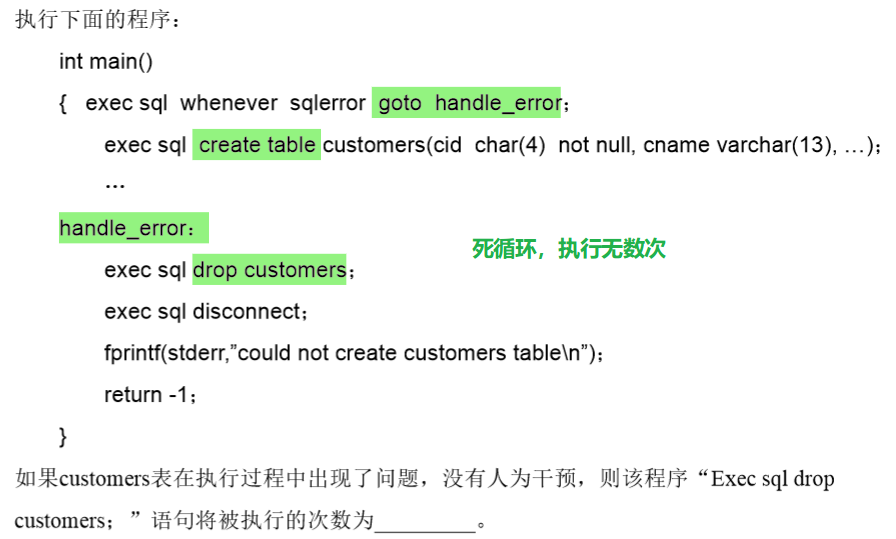 执行下面的程序：
int main()
{ exec sql whenever sqlerror goto handle_error；
exec sql create table customers(cid char(4) not null, cname varchar(13), …)；
…
handle_error：
死循环，执行无数次
exec sql drop customers；
exec sql disconnect；
fprintf(stderr,”could not create customers table\n”)；
return -1；
}
如果customers表在执行过程中出现了问题，没有人为干预，则该程序“Exec sql drop
customers；”语句将被执行的次数为_________。